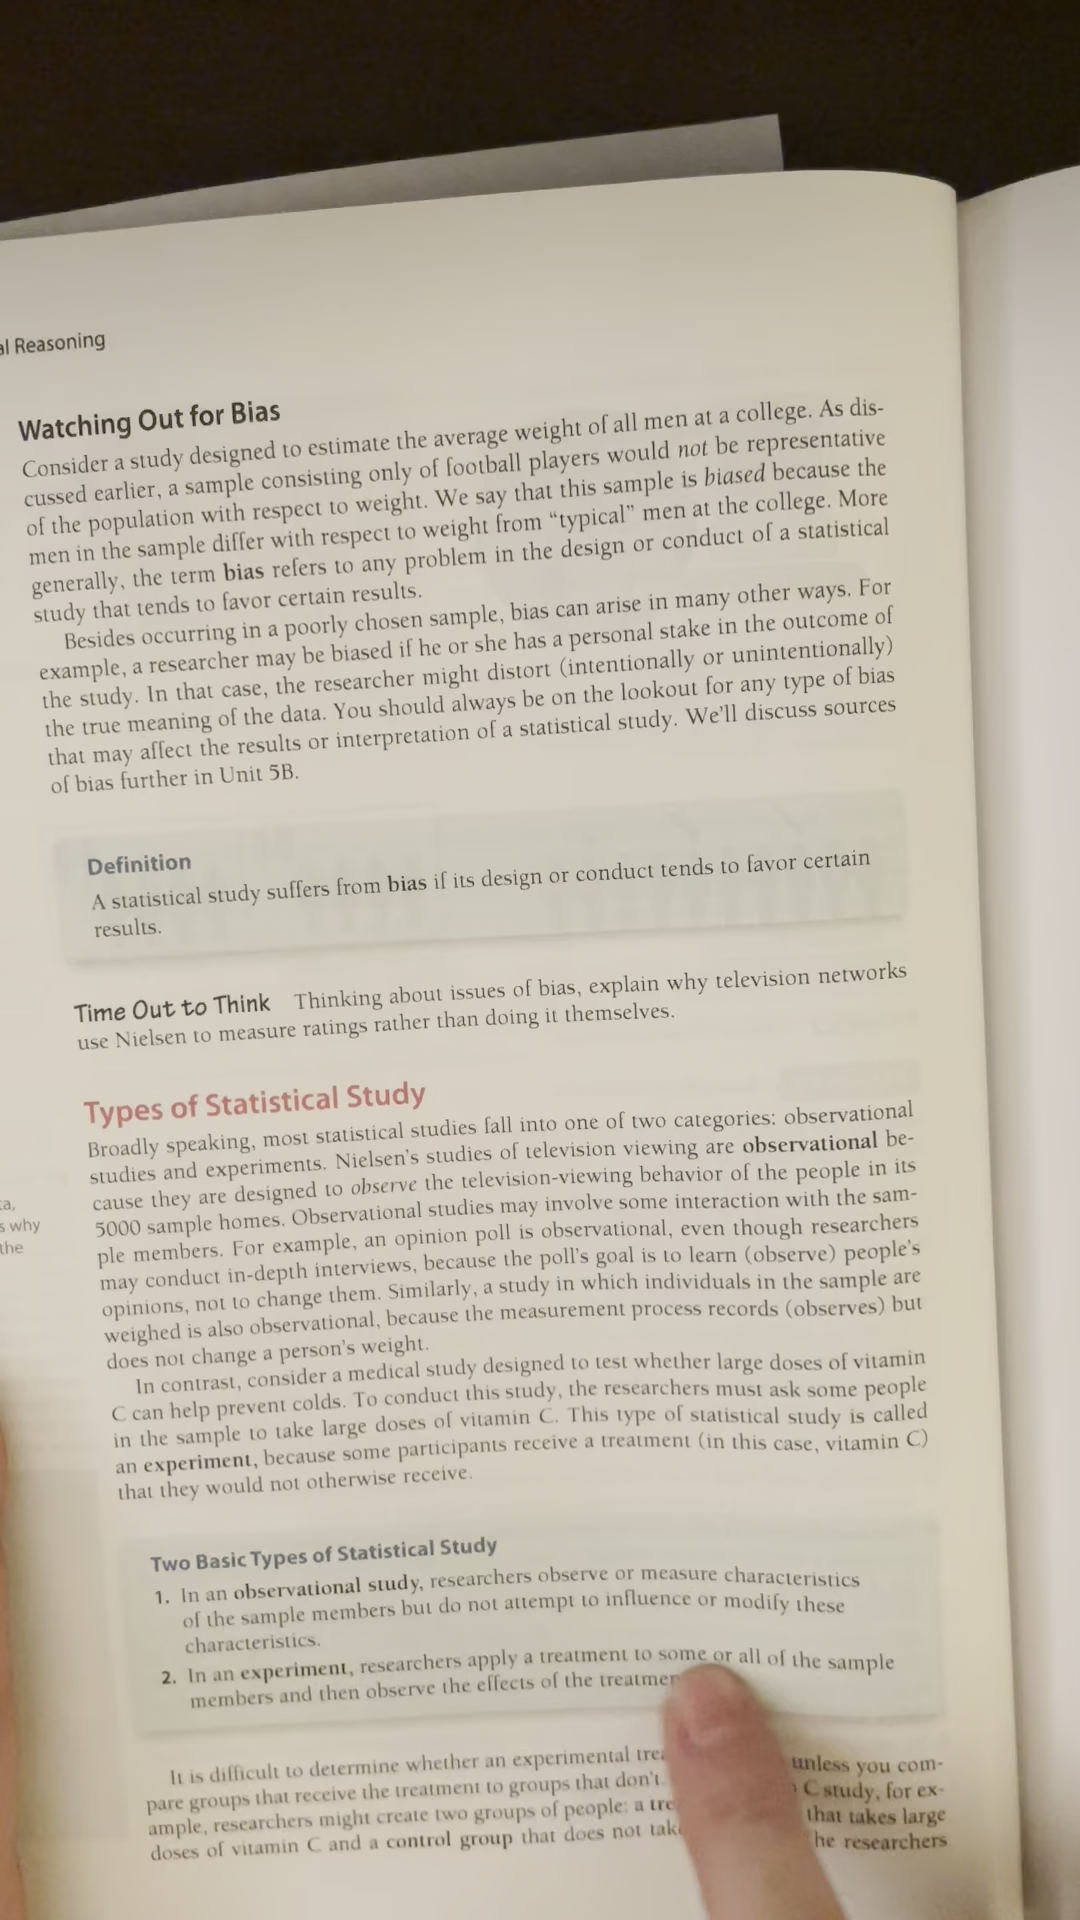 al Reasoning
Watching Out for Bias
Consider a study designed to estimate the average weight of all men at a college. As dis-
cussed earlier, a sample consisting only of football players would not be representative
of the population with respect to weight. We say that this sample is biased because the
men in the sample differ with respect to weight from “typical” men at the college. More
generally, the term bias refers to any problem in the design or conduct of a statistical
study that tends to favor certain results.
Besides occurring in a poorly chosen sample, bias can arise in many other ways. For
example, a researcher may be biased if he or she has a personal stake in the outcome of
the study. In that case, the researcher might distort (intentionally or unintentionally)
the true meaning of the data. You should always be on the lookout for any type of bias
that may affect the results or interpretation of a statistical study. We’ll discuss sources
of bias further in Unit 5B.
Definition
A statistical study suffers from bias if its design or conduct tends to favor certain
results.
Time Out to Think Thinking about issues of bias, explain why television networks
use Nielsen to measure ratings rather than doing it themselves.
Types of Statistical Study
Broadly speaking, most statistical studies fall into one of two categories: observational
studies and experiments. Nielsen’s studies of television viewing are observational be-
cause they are designed to observe the television-viewing behavior of the people in its
5000 sample homes. Observational studies may involve some interaction with the sam-
ple members. For example, an opinion poll is observational, even though researchers
may conduct in-depth interviews, because the poll’s goal is to learn (observe) people’s
opinions, not to change them. Similarly, a study in which individuals in the sample are
weighed is also observational, because the measurement process records (observes) but
does not change a person’s weight.
In contrast, consider a medical study designed to test whether large doses of vitamin
C can help prevent colds. To conduct this study, the researchers must ask some people
in the sample to take large doses of vitamin C. This type of statistical study is called
an experiment, because some participants receive a treatment (in this case, vitamin C)
that they would not otherwise receive.
ta,
s why
the
Two Basic Types of Statistical Study
1. In an observational study, researchers observe or measure characteristics
of the sample members but do not attempt to influence or modify these
characteristics.
2. In an experiment, researchers apply a treatment to some or all of the sample
members and then observe the effects of the
It is difficult to determine whether an experimental unless you com-
pare groups that receive the treatment to groups that don’t. C study, for ex-
ample, researchers might create two groups of people: a that takes large
doses of vitamin C and a control group that does not researchers